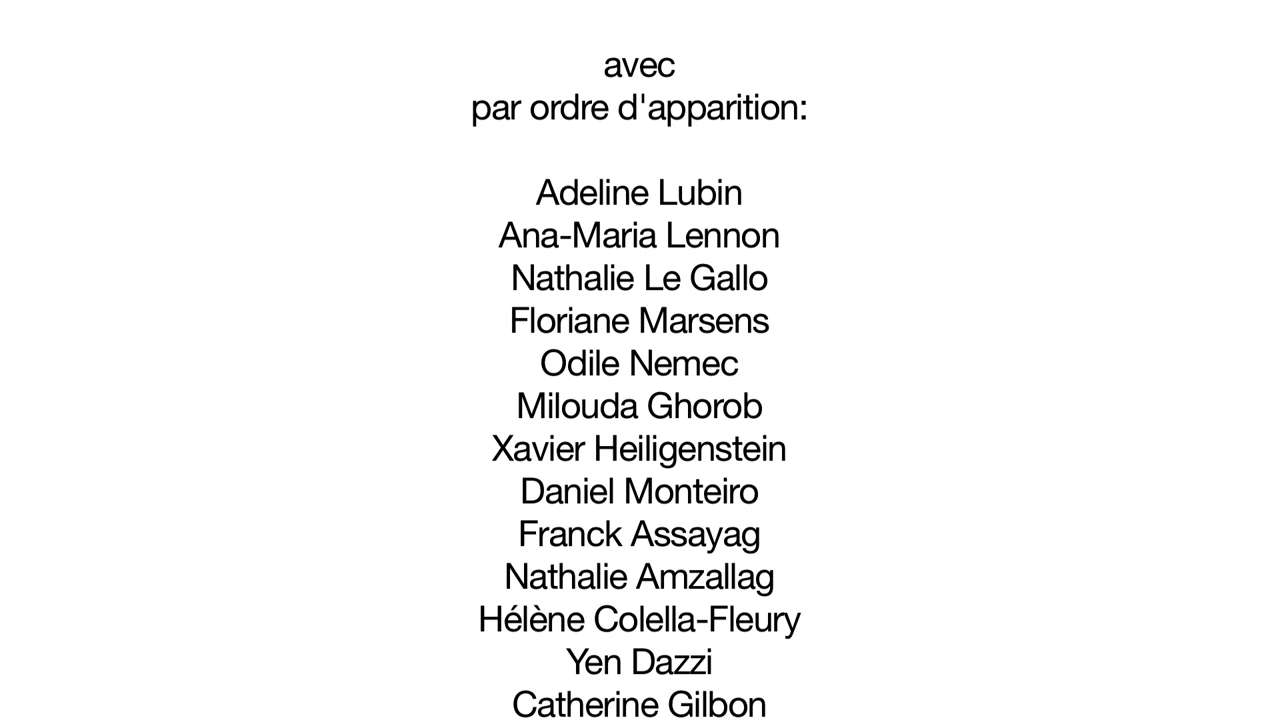 avec
par ordre d'apparition:
Adeline Lubin
Ana-Maria Lennon
Nathalie Le Gallo
Floriane Marsens
Odile Nemec
Milouda Ghorob
Xavier Heiligenstein
Daniel Monteiro
Franck Assayag
Nathalie Amzallag
Hélène Colella-Fleury
Yen Dazzi
Catherine Gilbon